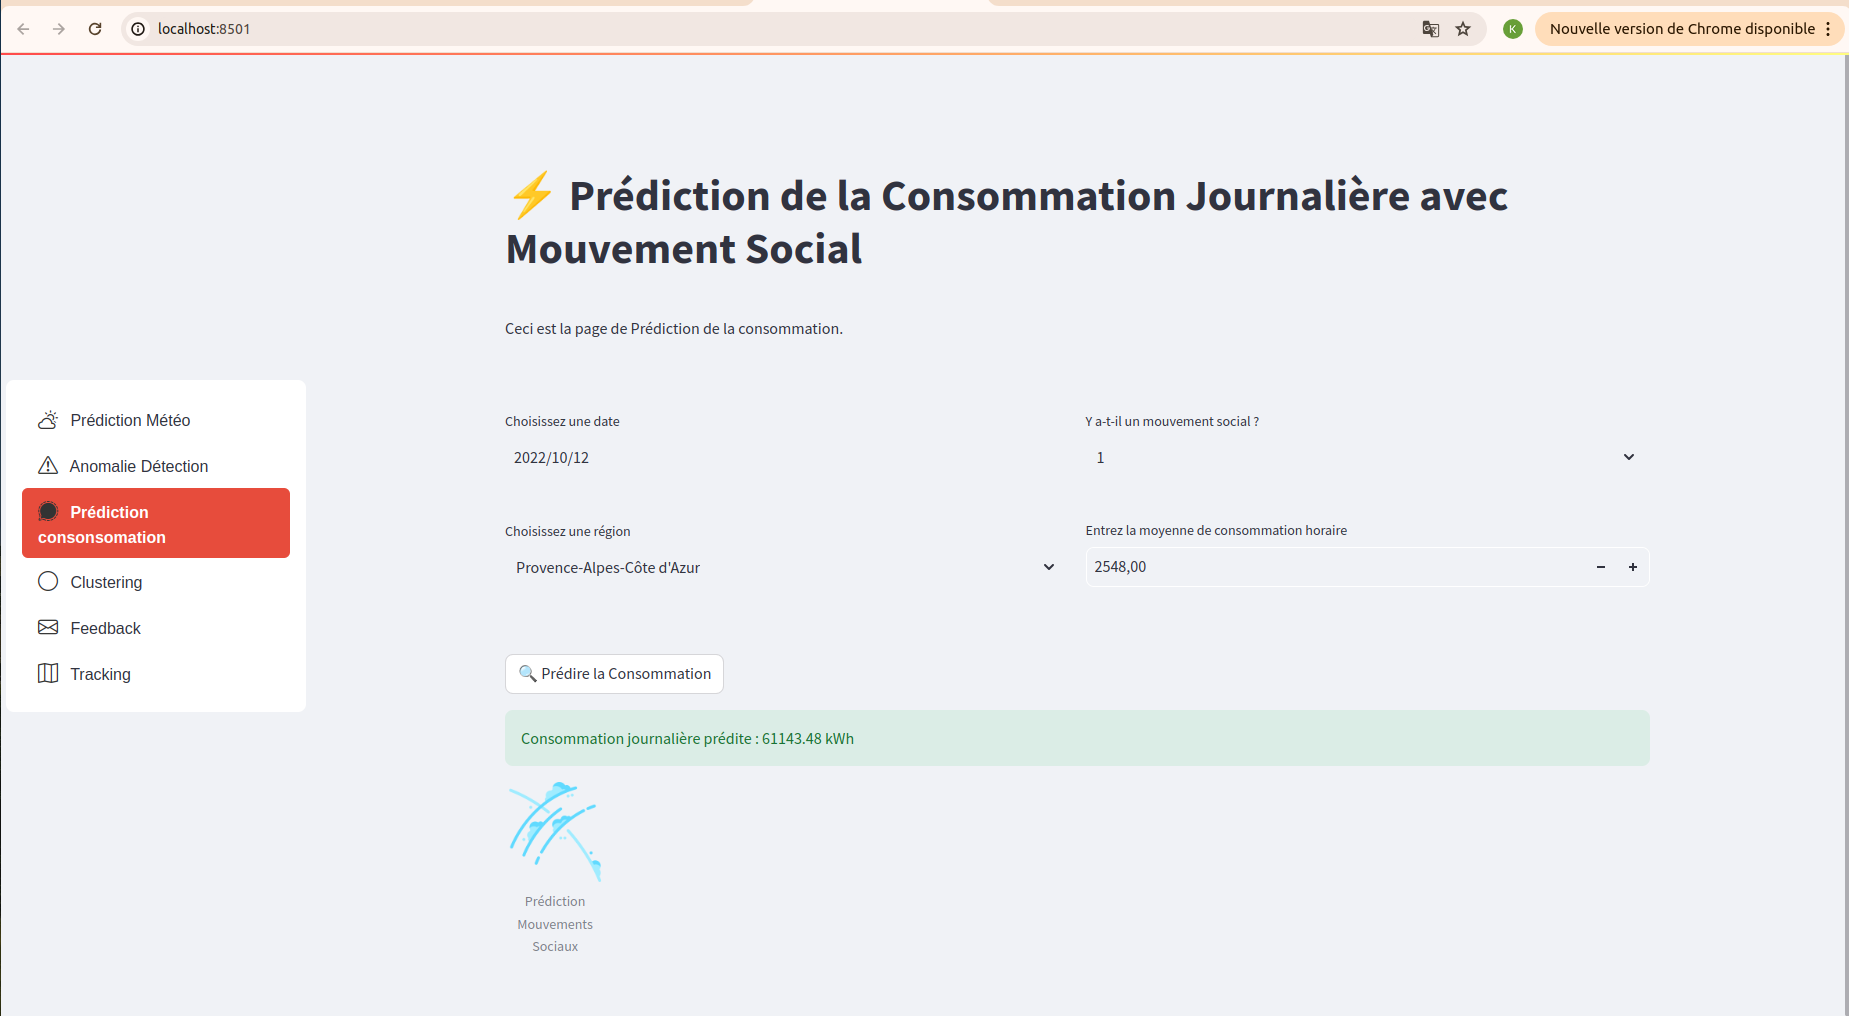 localhost:8501
K
Nouvelle version de Chrome disponible
⚡ Prédiction de la Consommation Journalière avec
Mouvement Social
Ceci est la page de Prédiction de la consommation.
Prédiction Météo
Anomalie Détection
Prédiction
consonsomation
Clustering
Feedback
Tracking
Choisissez une date
2022/10/12
Y a-t-il un mouvement social ?
1
Choisissez une région
Provence-Alpes-Côte d'Azur
Entrez la moyenne de consommation horaire
2548,00
🔍 Prédire la Consommation
Consommation journalière prédite : 61143.48 kWh
Prédiction
Mouvements
Sociaux